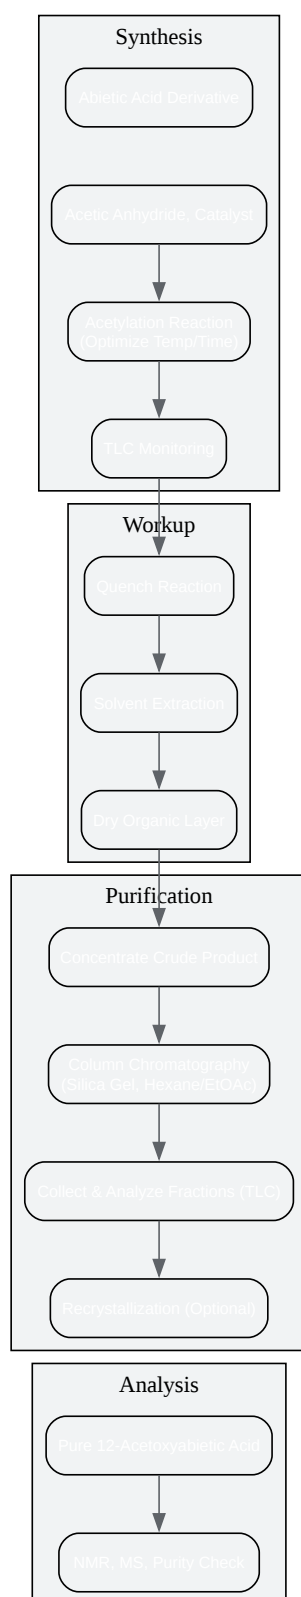 Synthesis
Abietic Acid Derivative
Acetic Anhydride, Catalyst
Acetylation Reaction
(Optimize Temp/Time)
TLC Monitoring
Workup
Quench Reaction
Solvent Extraction
Dry Organic Layer
Purification
Concentrate Crude Product
Column Chromatography
(Silica Gel, Hexane/EtOAc)
Collect & Analyze Fractions (TLC)
Recrystallization (Optional)
Analysis
Pure 12-Acetoxyabietic Acid
NMR, MS, Purity Check